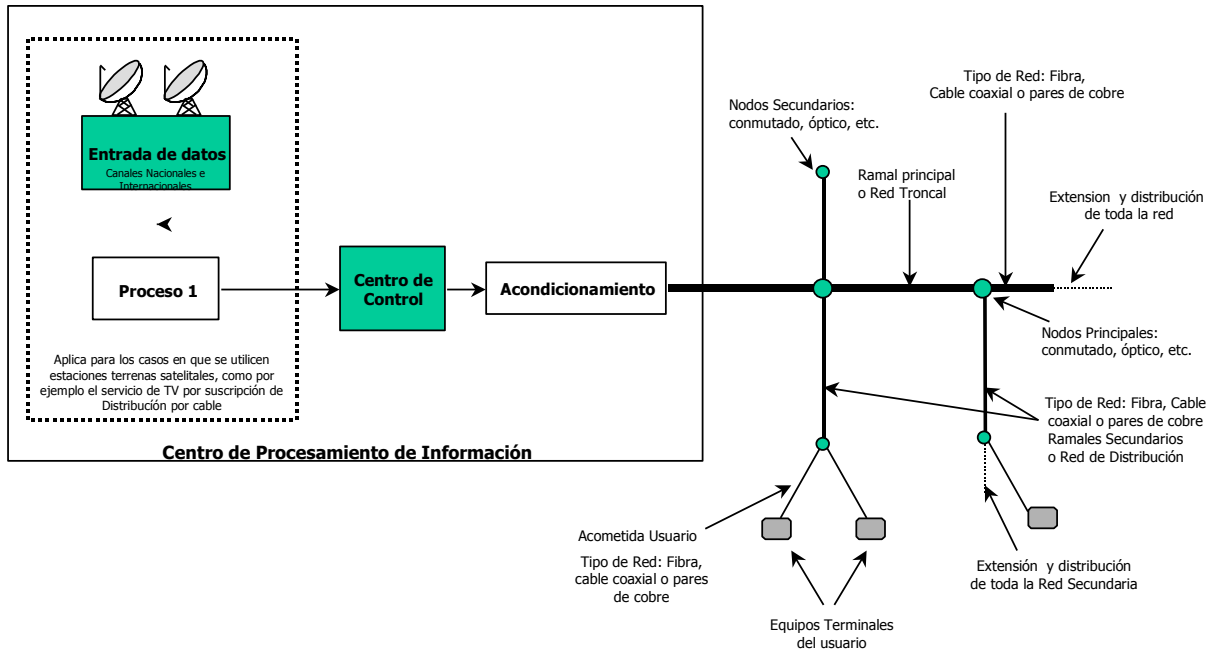 Entrada de datos
Canales Nacionales e
Internacionales
Proceso 1
Aplica para los casos en que se utilicen
estaciones terrenas satelitales, como por
ejemplo el servicio de TV por suscripción de
Distribucíón por cable
Centro de
Control
Acondicionamiento
Centro de Procesamiento de Información
Nodos Secundarios:
conmutado, óptico, etc.
Tipo de Red: Fibra,
Cable coaxial o pares de cobre
Ramal principal
o Red Troncal
Extension y distribución
de toda la red
Nodos Principales:
conmutado, óptico, etc.
Tipo de Red: Fibra, Cable
coaxial o pares de cobre
Ramales Secundarios
o Red de Distribución
Acometida Usuario
Tipo de Red: Fibra,
cable coaxial o pares
de cobre
Extensión y distribución
de toda la Red Secundaria
Equipos Terminales
del usuario